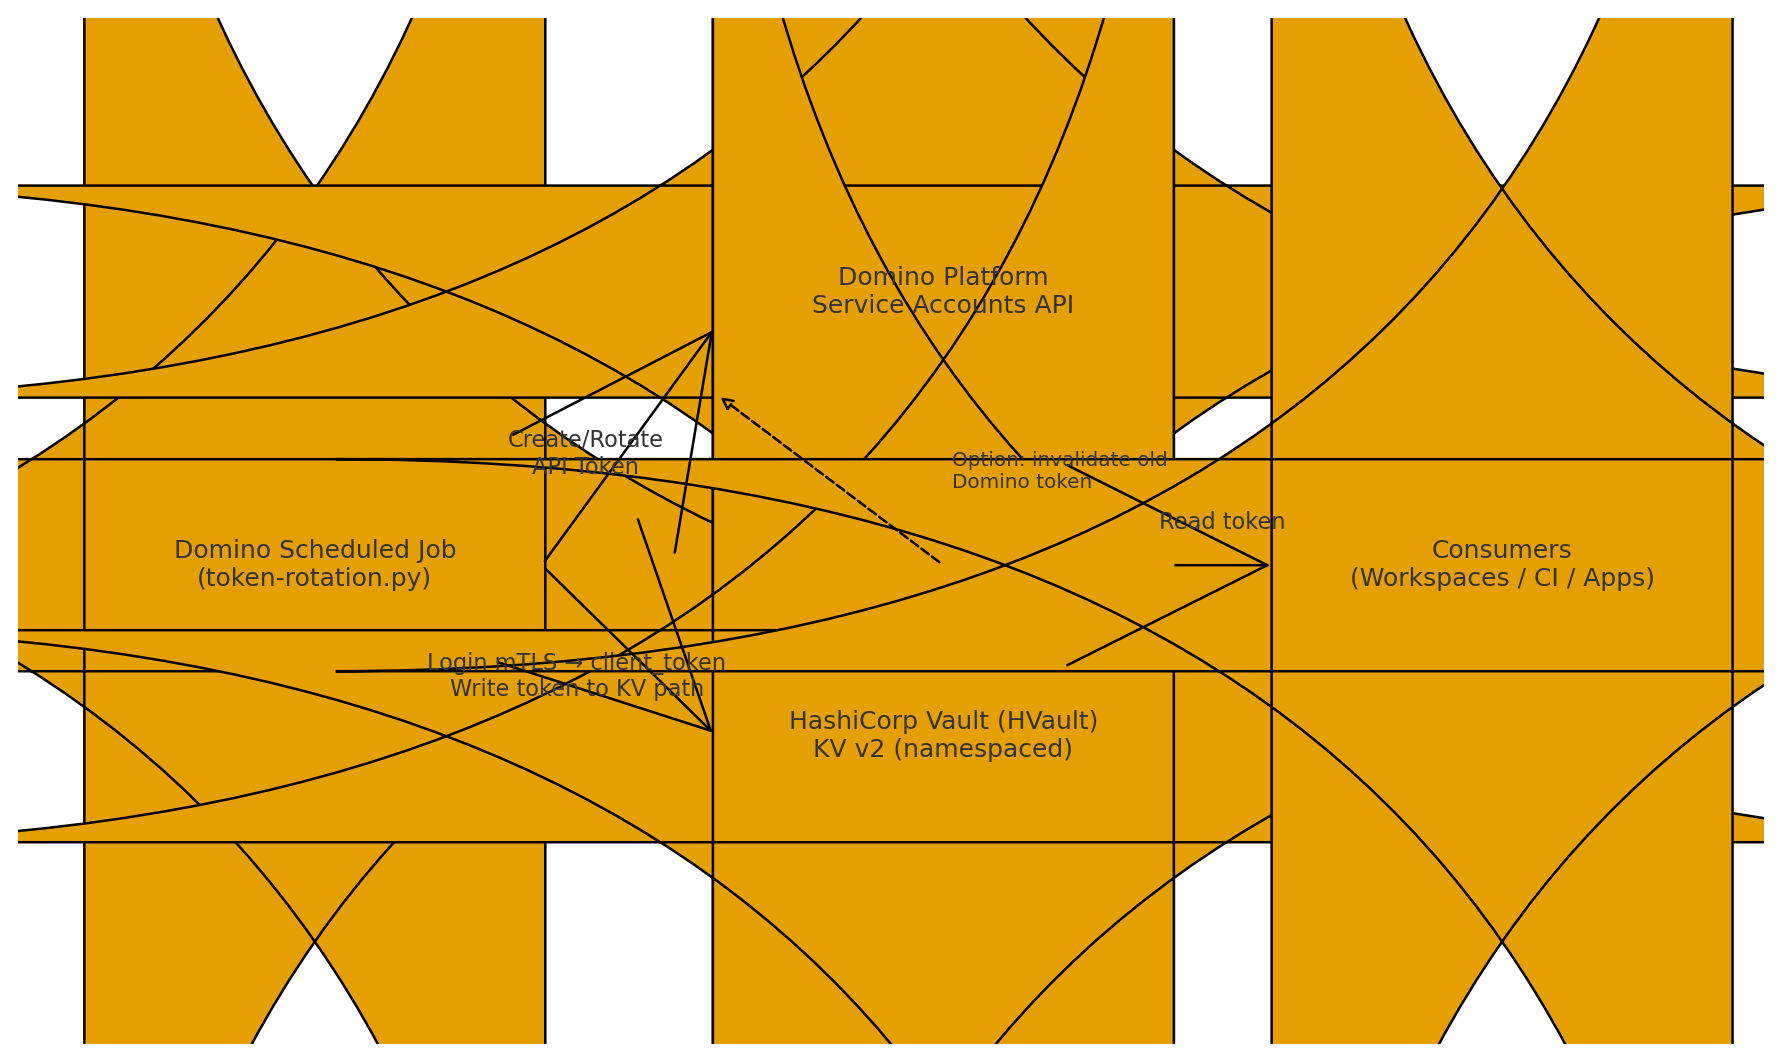 Domino Platform
Service Accounts API
Create/Rotate
API Token
Option: invalidate old
Domino token
Read token
Domino Scheduled Job
(token-rotation.py)
Consumers
(Workspaces / CI / Apps)
Login mTLS → client_token
Write token to KV path
HashiCorp Vault (HVault)
KV v2 (namespaced)